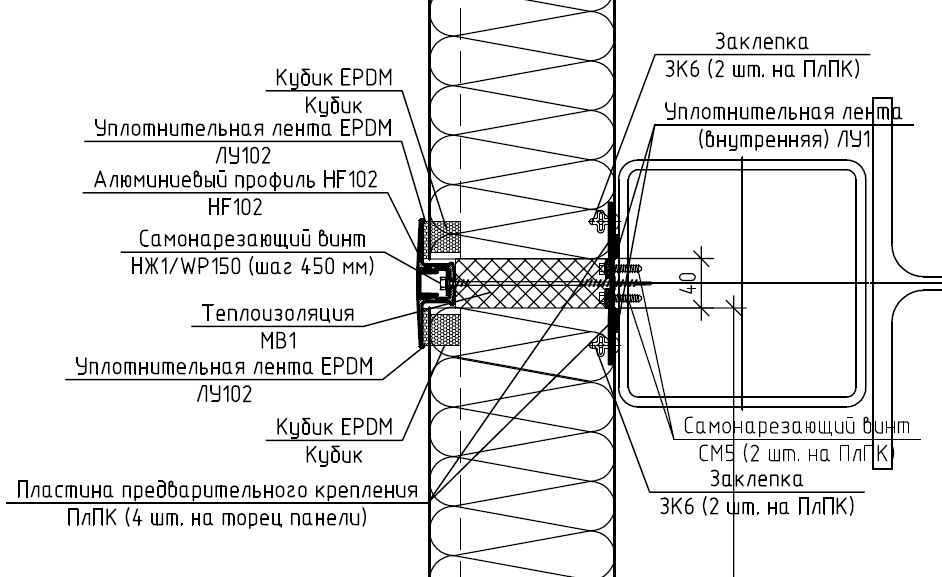 Заклепка
ЗК6 (2 шт. на ПлПК)
Кубик EPDM
Кубик
Уплотнительная лента
(внутренняя) ЛУ1
Уплотнительная лента EPDM
ЛУ102
Алюминиевый профиль HF102
HF102
Самонарезающий винт
НЖ1/WP150 (шаг 450 мм)
40
Теплоизоляция
МВ1
Уплотнительная лента EPDM
ЛУ102
Кубик EPDM
Кубик
Самонарезающий винт
СМ5 (2 шт. на ПлПК)
Пластина предварительного крепления
ПлПК (4 шт. на торец панели)
Заклепка
ЗК6 (2 шт. на ПлПК)